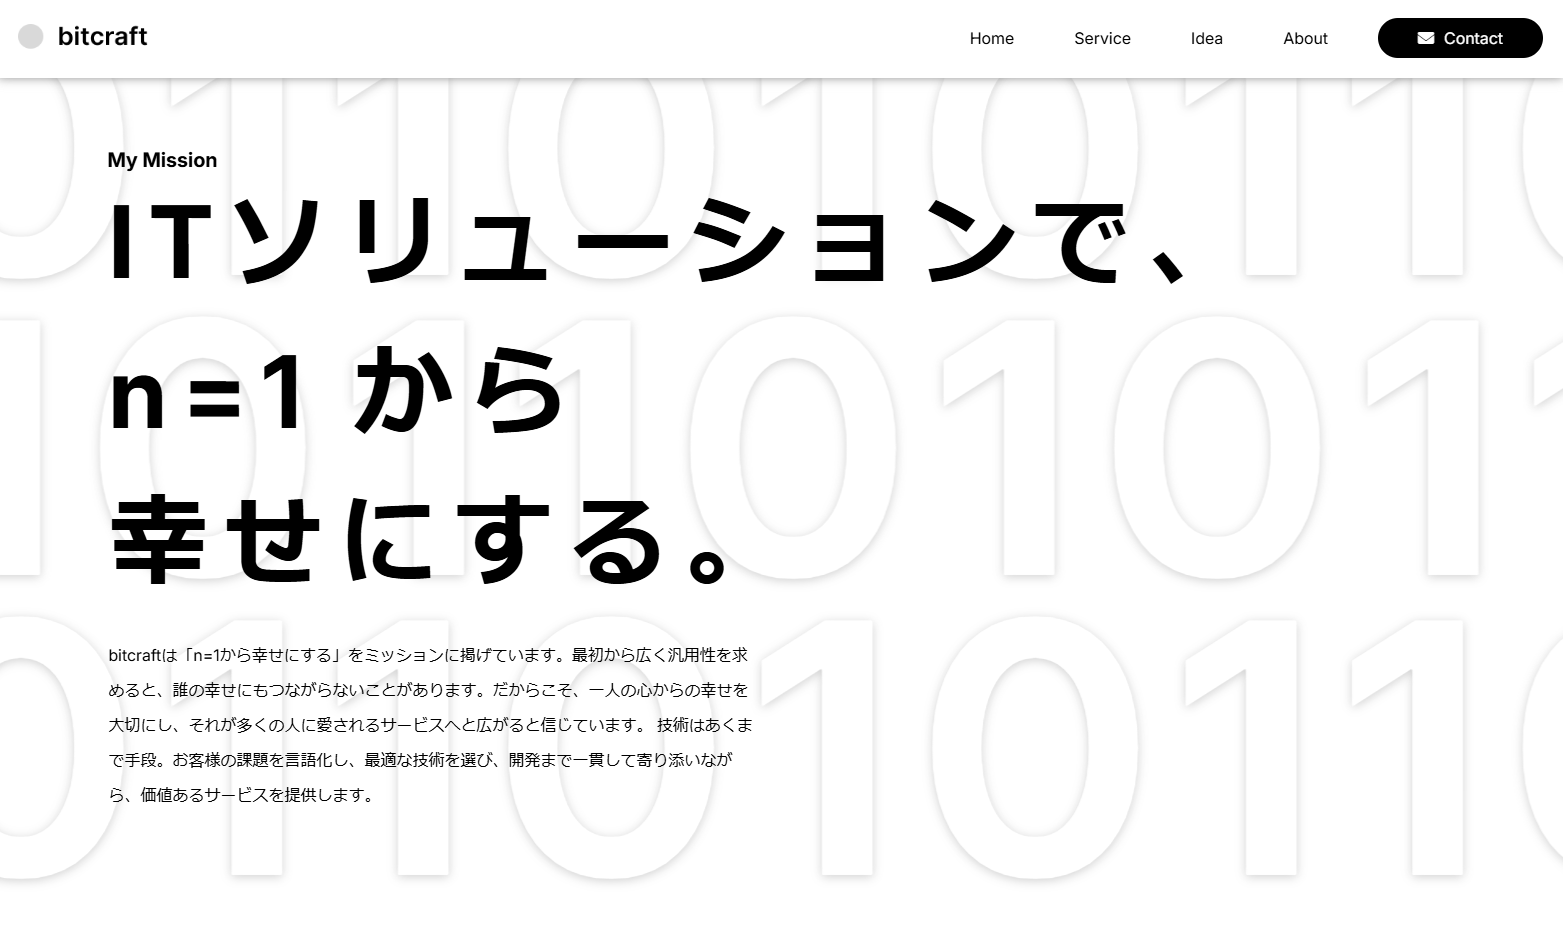 bitcraft
Home Service Idea About Contact
My Mission
ITソリューションで、
n=1 から
幸せにする。
bitcraftは「n=1から幸せにする」をミッションに掲げています。最初から広く汎用性を求
めると、誰の幸せにもつながらないことがあります。だからこそ、一人の心からの幸せを
大切にし、それが多くの人に愛されるサービスへと広がると信じています。 技術はあくま
で手段。お客様の課題を言語化し、最適な技術を選び、開発まで一貫して寄り添いなが
ら、価値あるサービスを提供します。
01101011010
1011010101
01101011010